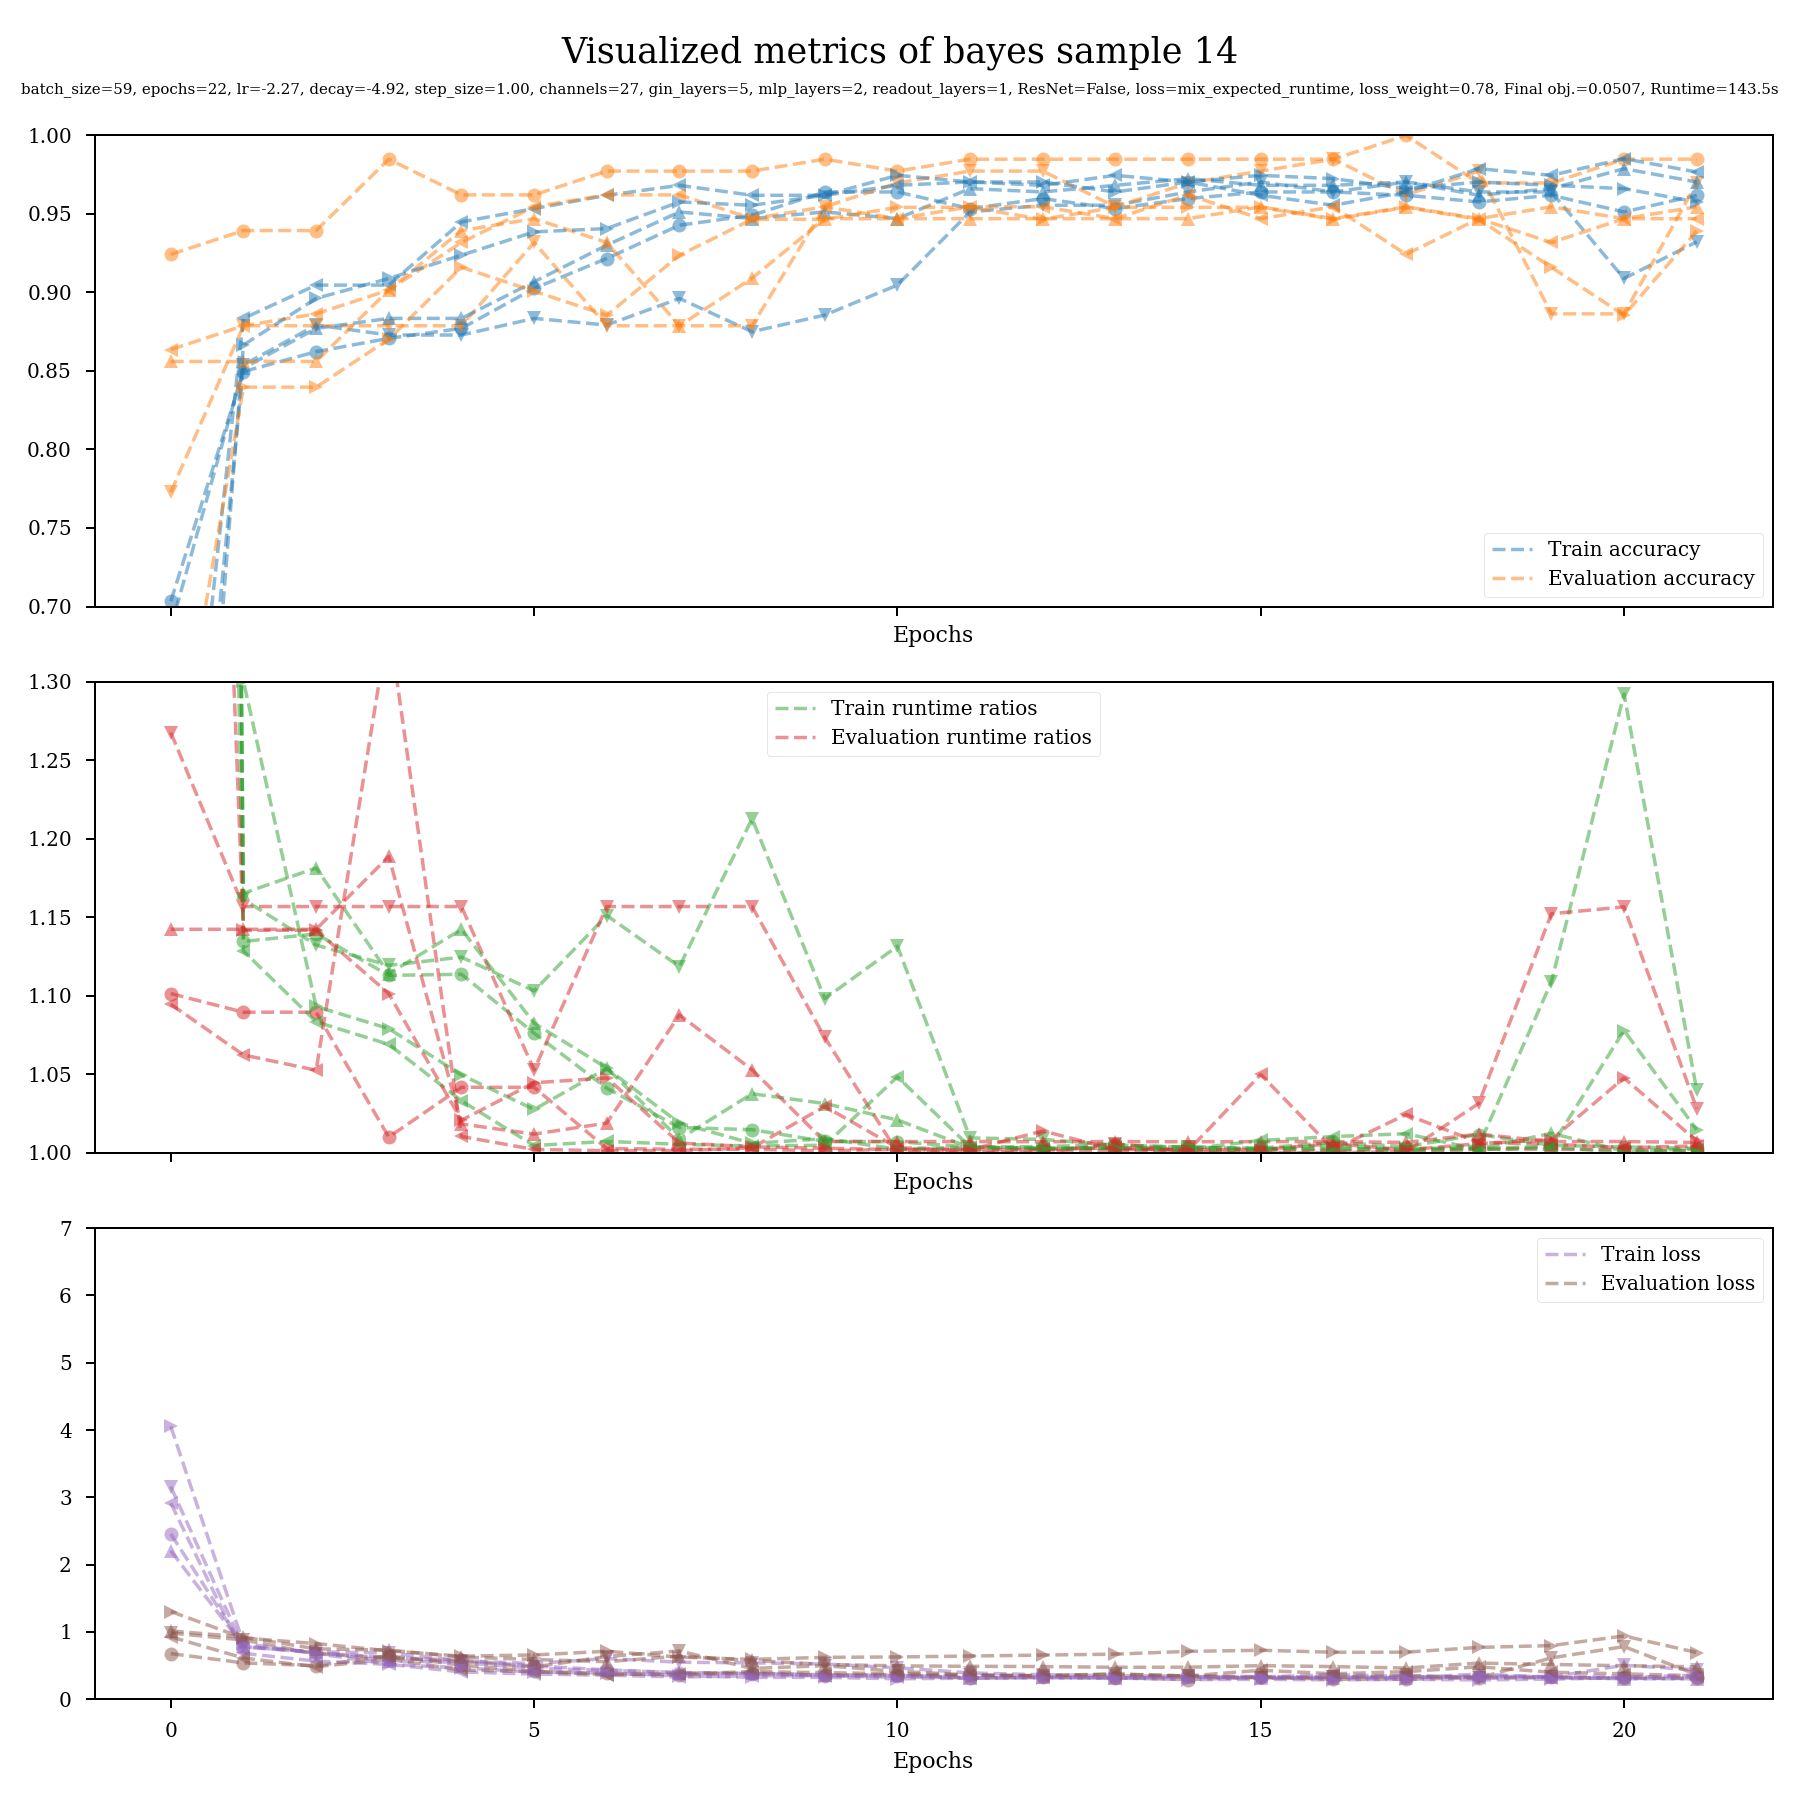 Visualized metrics of bayes sample 14
batch_size=59, epochs=22, lr=-2.27, decay=-4.92, step_size=1.00, channels=27, gin_layers=5, mlp_layers=2, readout_layers=1, ResNet=False, loss=mix_expected_runtime, loss_weight=0.78, Final obj.=0.0507, Runtime=143.5s
1.00
0.95
0.90
0.85
0.80
0.75
0.70
Train accuracy
Evaluation accuracy
Epochs
1.30
1.25
1.20
1.15
1.10
1.05
1.00
Train runtime ratios
Evaluation runtime ratios
Epochs
7
6
5
4
3
2
1
0
Train loss
Evaluation loss
0 5 10 15 20
Epochs